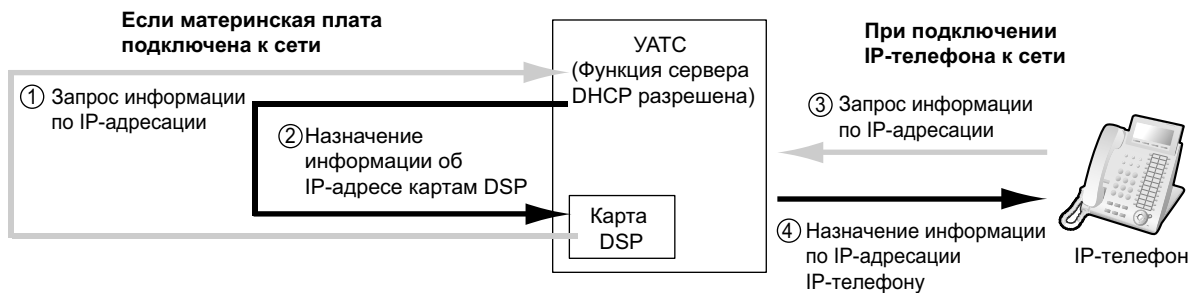 Если материнская плата
подключена к сети
УАТС
(Функция сервера
DHCP разрешена)
При подключении
IP-телефона к сети
1 Запрос информации
по IP-адресации
2 Назначение
информации об
IP-адресе картам DSP
Карта
DSP
3 Запрос информации
по IP-адресации
4 Назначение информации
по IP-адресации
IP-телефону
IP-телефон